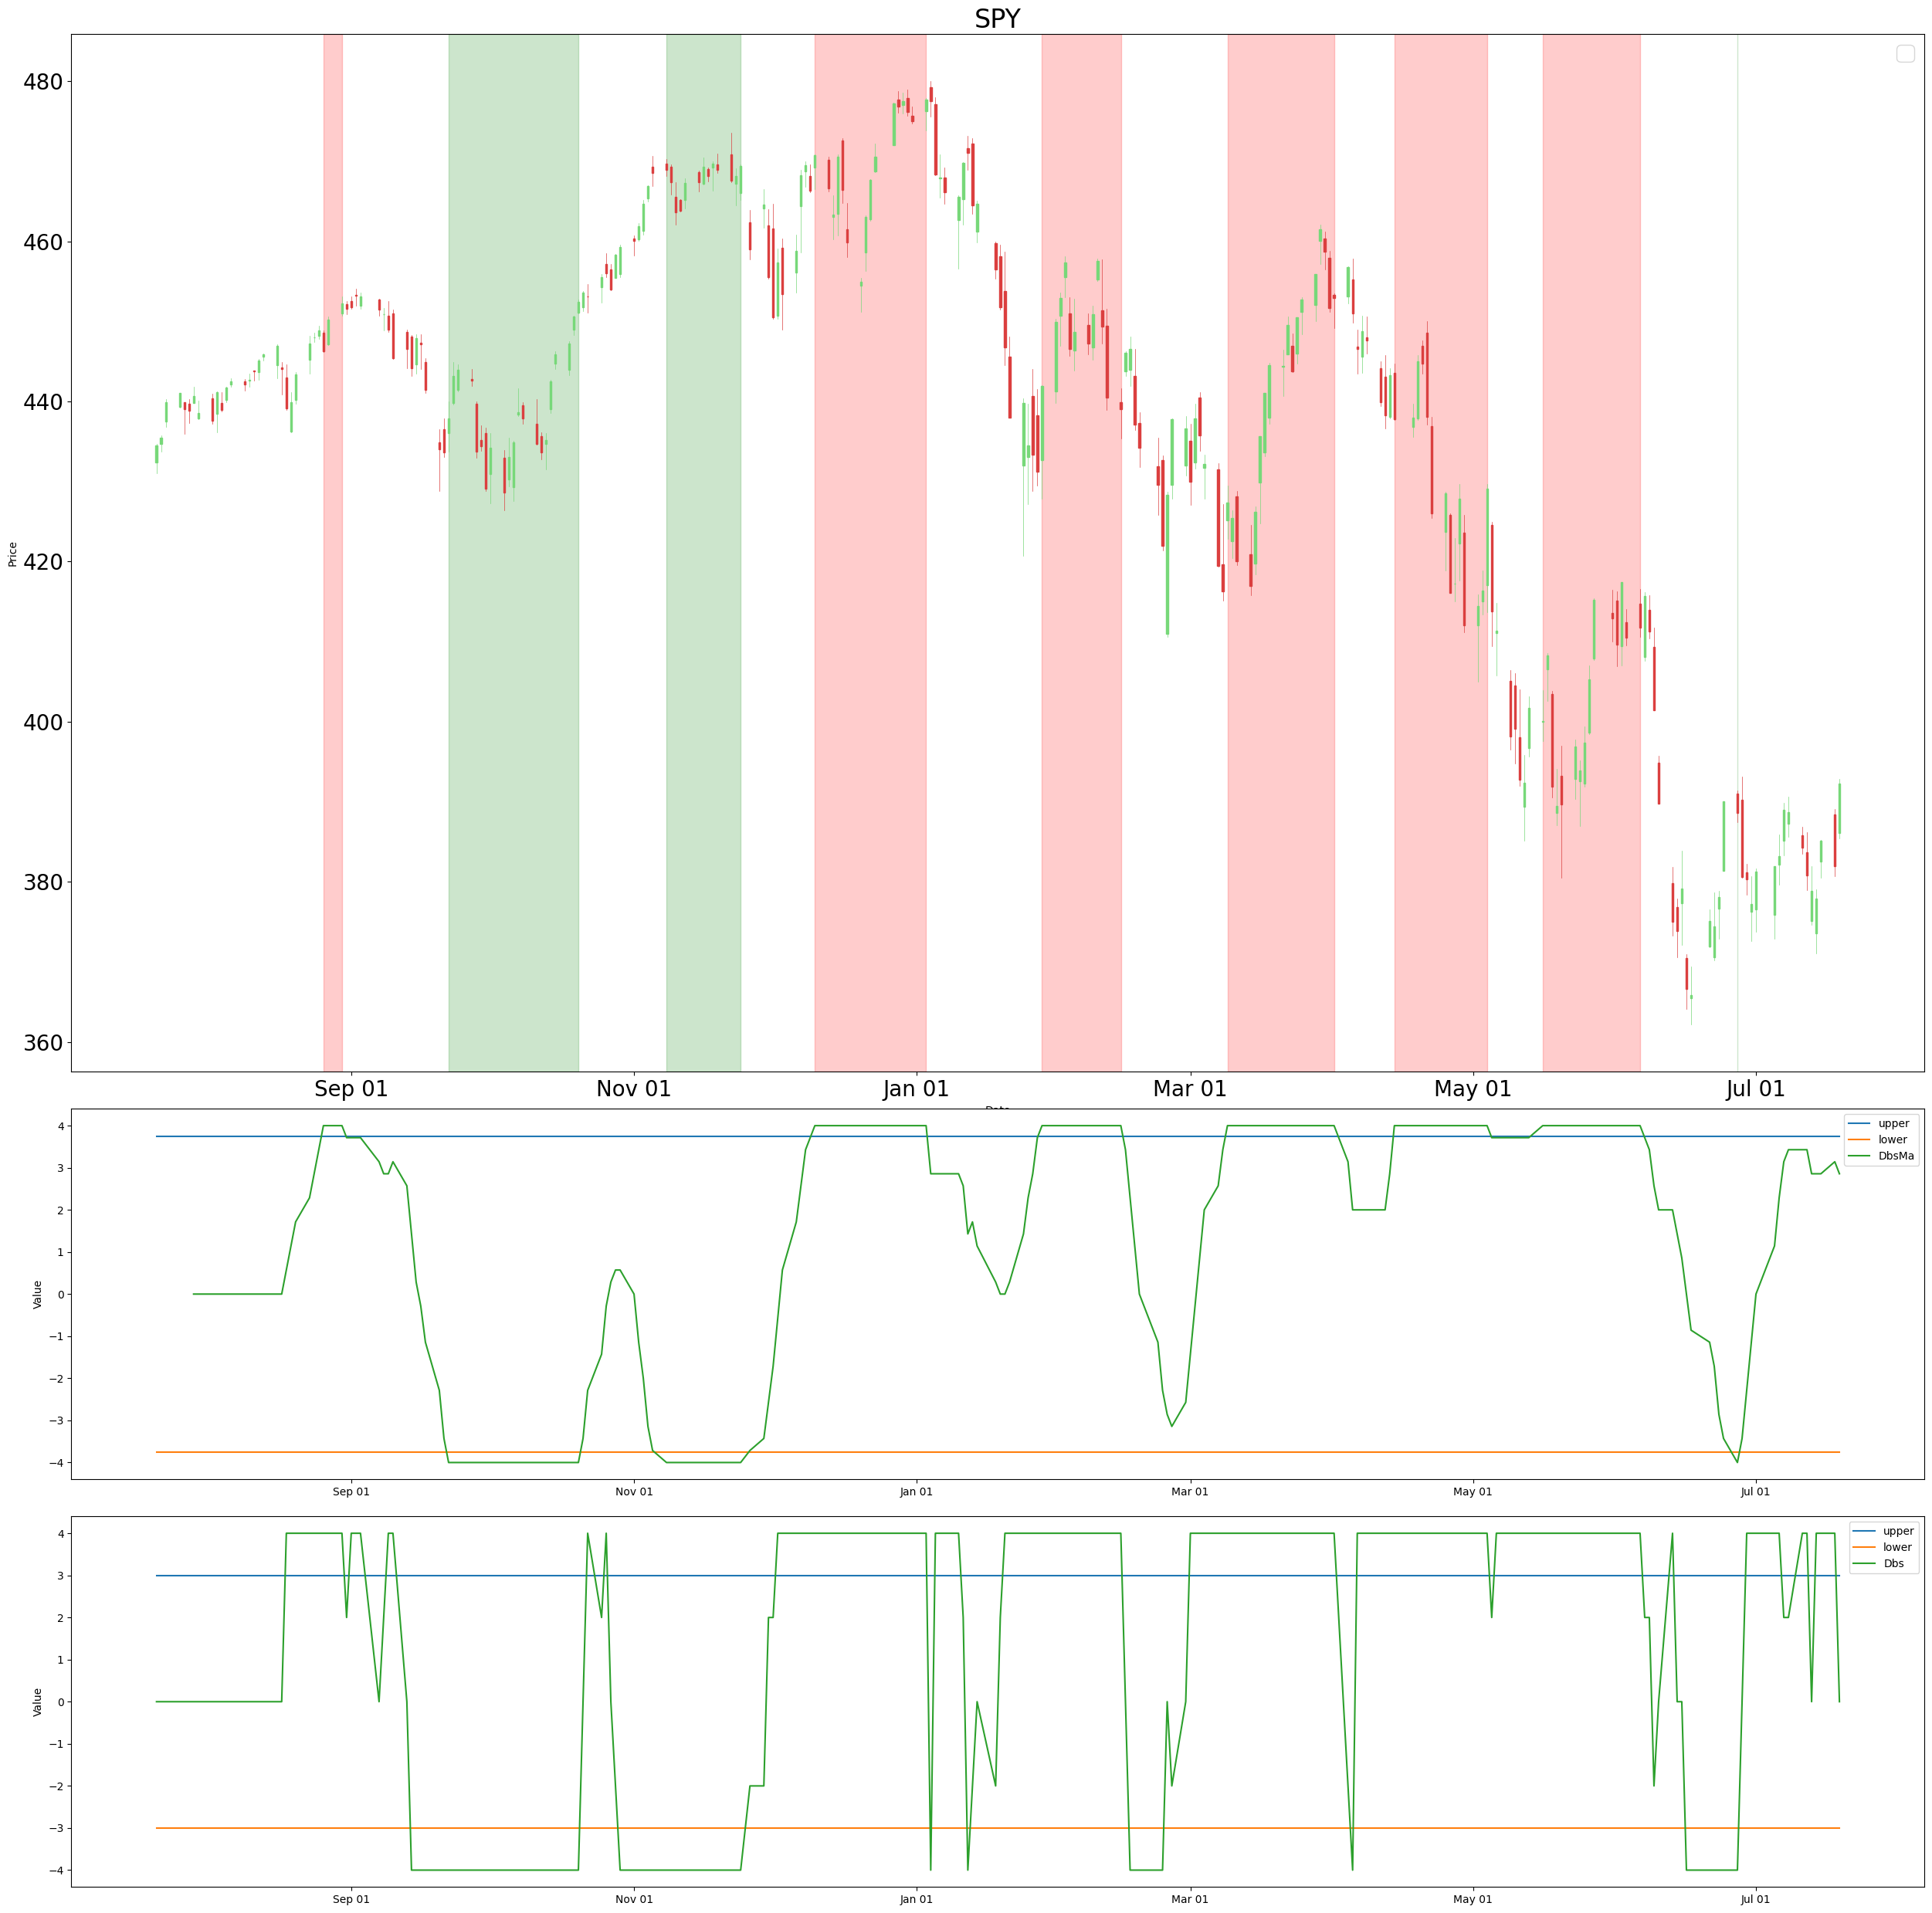 SPY
480
460
440
420
400
380
360
Price
Sep 01
Nov 01
Jan 01
Mar 01
May 01
Jul 01
4
3
2
1
0
−1
−2
−3
−4
Value
upper
lower
DbsMa
Sep 01
Nov 01
Jan 01
Mar 01
May 01
Jul 01
4
3
2
1
0
−1
−2
−3
−4
Value
upper
lower
Dbs
Sep 01
Nov 01
Jan 01
Mar 01
May 01
Jul 01